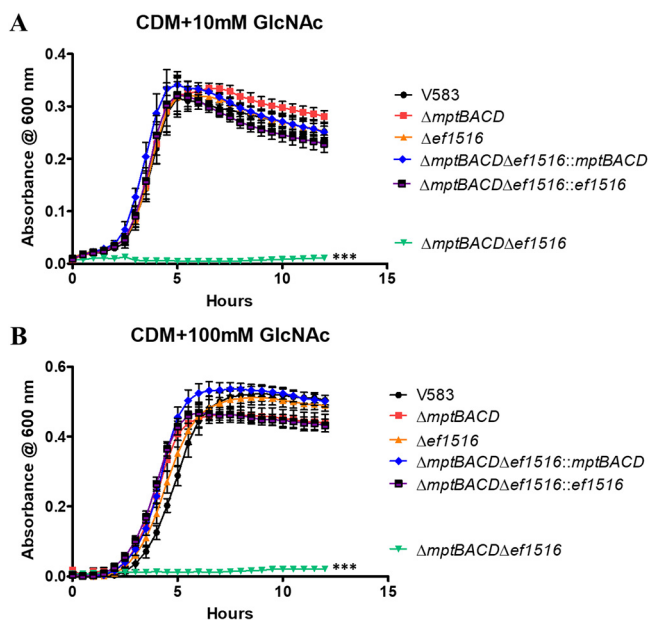 A
CDM+10mM GlcNAc
0.4
0.3
0.2
0.1
0.0
Absorbance @ 600 nm
0
5
10
15
Hours
***
V583
ΔmptBACD
Δef1516
ΔmptBACDΔef1516::mptBACD
ΔmptBACDΔef1516::ef1516
ΔmptBACDΔef1516
B
CDM+100mM GlcNAc
0.6
0.4
0.2
0.0
Absorbance @ 600 nm
0
5
10
15
Hours
***
V583
ΔmptBACD
Δef1516
ΔmptBACDΔef1516::mptBACD
ΔmptBACDΔef1516::ef1516
ΔmptBACDΔef1516